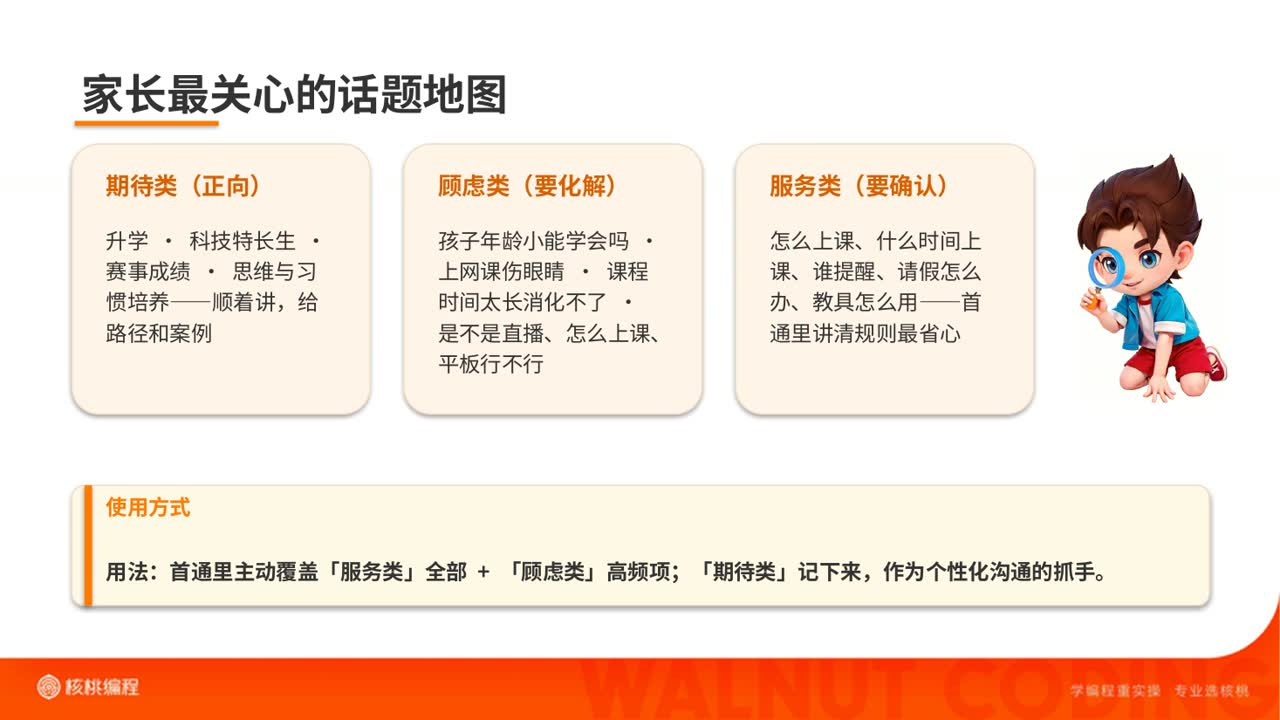 家长最关心的话题地图
期待类（正向）
升学 · 科技特长生 ·
赛事成绩 · 思维与习
惯培养——顺着讲，给
路径和案例
顾虑类（要化解）
孩子年龄小能学会吗 ·
上网课伤眼睛 · 课程
时间太长消化不了 ·
是不是直播、怎么上课、
平板行不行
服务类（要确认）
怎么上课、什么时间上
课、谁提醒、请假怎么
办、教具怎么用——首
通里讲清规则最省心
使用方式
用法：首通里主动覆盖「服务类」全部 + 「顾虑类」高频项；「期待类」记下来，作为个性化沟通的抓手。
核桃编程
WALNUT CODING
学编程重实操 专业选核桃